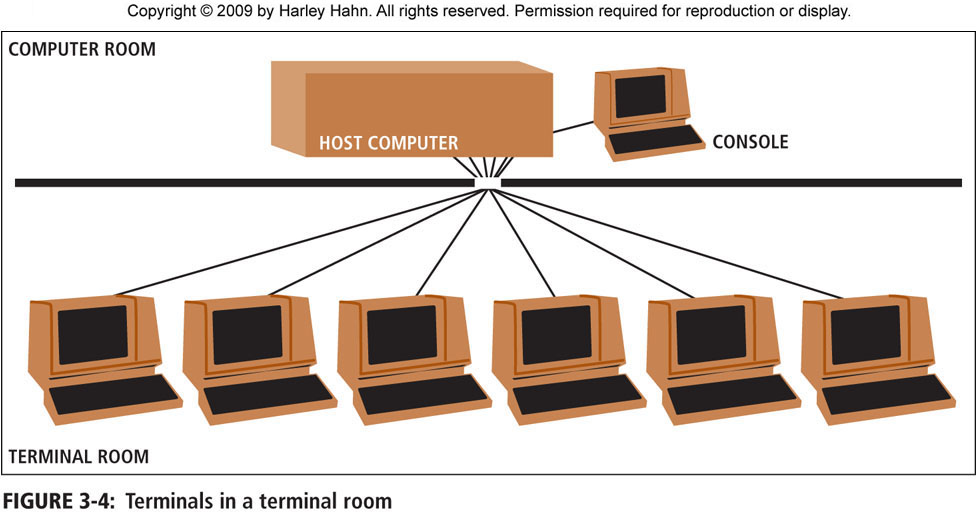 Copyright © 2009 by Harley Hahn. All rights reserved. Permission required for reproduction or display.
COMPUTER ROOM
HOST COMPUTER
CONSOLE
TERMINAL ROOM
FIGURE 3-4: Terminals in a terminal room